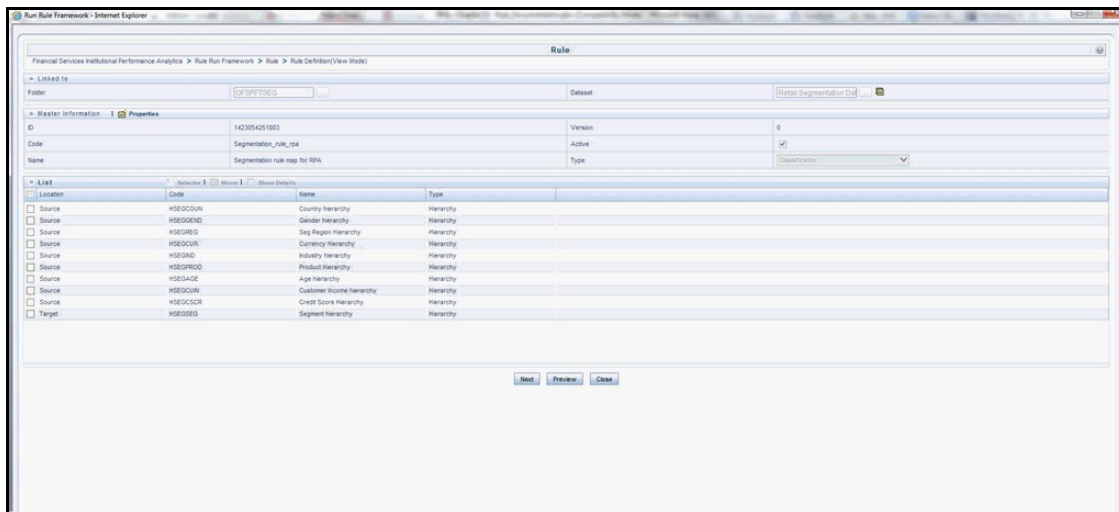 Run Rule Framework - Internet Explorer
Rule
Financial Services Institutional Performance Analytics > Rule Run Framework > Rule > Rule Definition(View Mode)
Linked to
Folder OFSPFTSEG ... Dataset Retail Segmentation Dat ...
Master Information Properties
ID 1423054251803 Version 0
Code Segmentation_rule_rpa Active
Name Segmentation rule map for RPA Type Classification
List Selector Move Show Details
Location Code Name Type
Source HSEGCOUN Country hierarchy Hierarchy
Source HSEGGEND Gender hierarchy Hierarchy
Source HSEGREG Seg Region Hierarchy Hierarchy
Source HSEGCUR Currency Hierarchy Hierarchy
Source HSEGIND Industry hierarchy Hierarchy
Source HSEGPROD Product Hierarchy Hierarchy
Source HSEGAGE Age hierarchy Hierarchy
Source HSEGCUIN Customer Income hierarchy Hierarchy
Source HSEGCSCR Credit Score Hierarchy Hierarchy
Target HSEGSEG Segment hierarchy Hierarchy
Next Preview Close